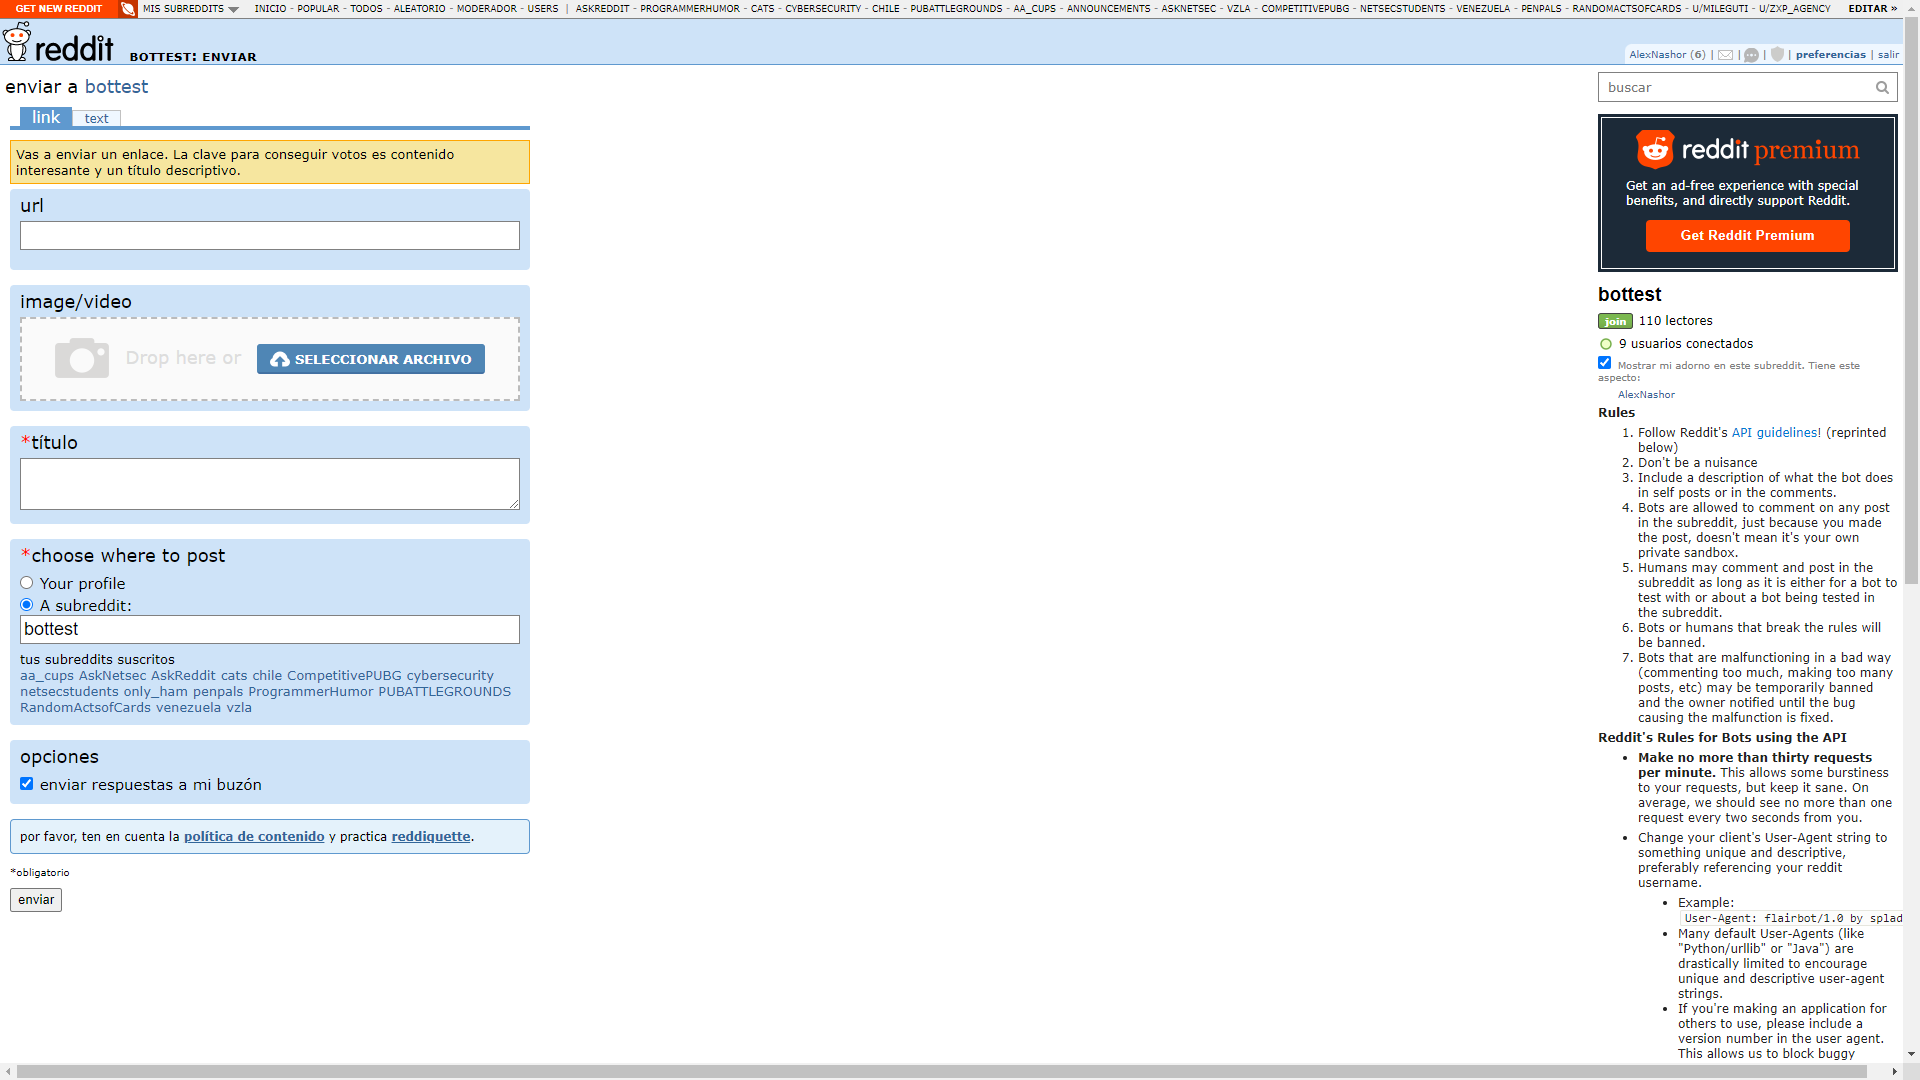 GET NEW REDDIT MIS SUBREDDITS INICIO - POPULAR - TODOS - ALEATORIO - MODERADOR - USERS | ASKREDDIT - PROGRAMMERHUMOR - CATS - CYBERSECURITY - CHILE - PUBATTLEGROUNDS - AA_CUPS - ANNOUNCEMENTS - ASKNETSEC - VZLA - COMPETITIVEPUBG - NETSECSTUDENTS - VENEZUELA - PENPALS - RANDOMACTSOFCARDS - U/MILEGUTI - U/ZXP_AGENCY EDITAR »
reddit BOTTEST: ENVIAR
AlexNashor (6) | | | | preferencias | salir
enviar a bottest
link text
Vas a enviar un enlace. La clave para conseguir votos es contenido
interesante y un título descriptivo.
url
image/video
Drop here or SELECCIONAR ARCHIVO
*título
*choose where to post
Your profile
A subreddit:
bottest
tus subreddits suscritos
aa_cups AskNetsec AskReddit cats chile CompetitivePUBG cybersecurity
netsecstudents only_ham penpals ProgrammerHumor PUBATTLEGROUNDS
RandomActsofCards venezuela vzla
opciones
enviar respuestas a mi buzón
por favor, ten en cuenta la política de contenido y practica reddiquette.
*obligatorio
enviar
buscar
reddit premium
Get an ad-free experience with special
benefits, and directly support Reddit.
Get Reddit Premium
bottest
join 110 lectores
9 usuarios conectados
Mostrar mi adorno en este subreddit. Tiene este
aspecto:
AlexNashor
Rules
1. Follow Reddit's API guidelines! (reprinted
below)
2. Don't be a nuisance
3. Include a description of what the bot does
in self posts or in the comments.
4. Bots are allowed to comment on any post
in the subreddit, just because you made
the post, doesn't mean it's your own
private sandbox.
5. Humans may comment and post in the
subreddit as long as it is either for a bot to
test with or about a bot being tested in
the subreddit.
6. Bots or humans that break the rules will
be banned.
7. Bots that are malfunctioning in a bad way
(commenting too much, making too many
posts, etc) may be temporarily banned
and the owner notified until the bug
causing the malfunction is fixed.
Reddit's Rules for Bots using the API
• Make no more than thirty requests
per minute. This allows some burstiness
to your requests, but keep it sane. On
average, we should see no more than one
request every two seconds from you.
• Change your client's User-Agent string to
something unique and descriptive,
preferably referencing your reddit
username.
• Example:
User-Agent: flairbot/1.0 by splad
• Many default User-Agents (like
"Python/urllib" or "Java") are
drastically limited to encourage
unique and descriptive user-agent
strings.
• If you're making an application for
others to use, please include a
version number in the user agent.
This allows us to block buggy